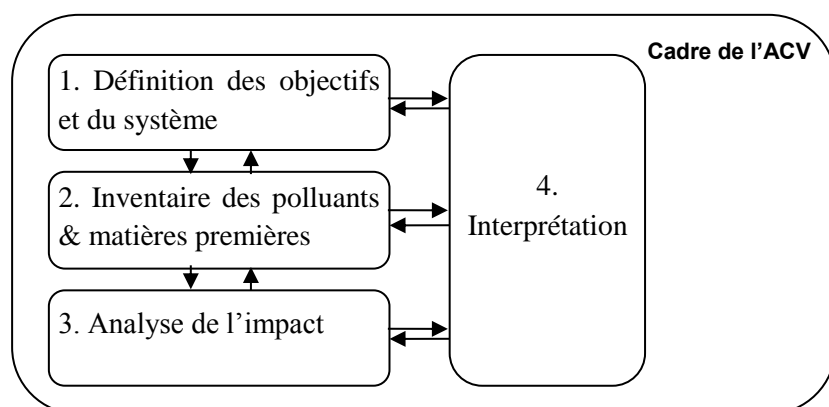 Cadre de l’ACV
1. Définition des objectifs
et du système
2. Inventaire des polluants
& matières premières
3. Analyse de l’impact
4.
Interprétation